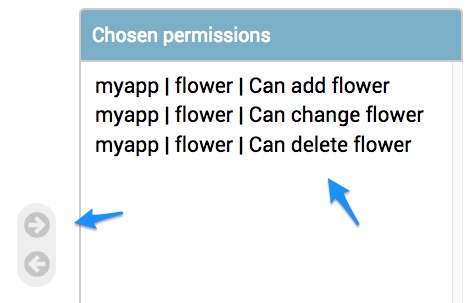 Chosen permissions
myapp | flower | Can add flower
myapp | flower | Can change flower
myapp | flower | Can delete flower